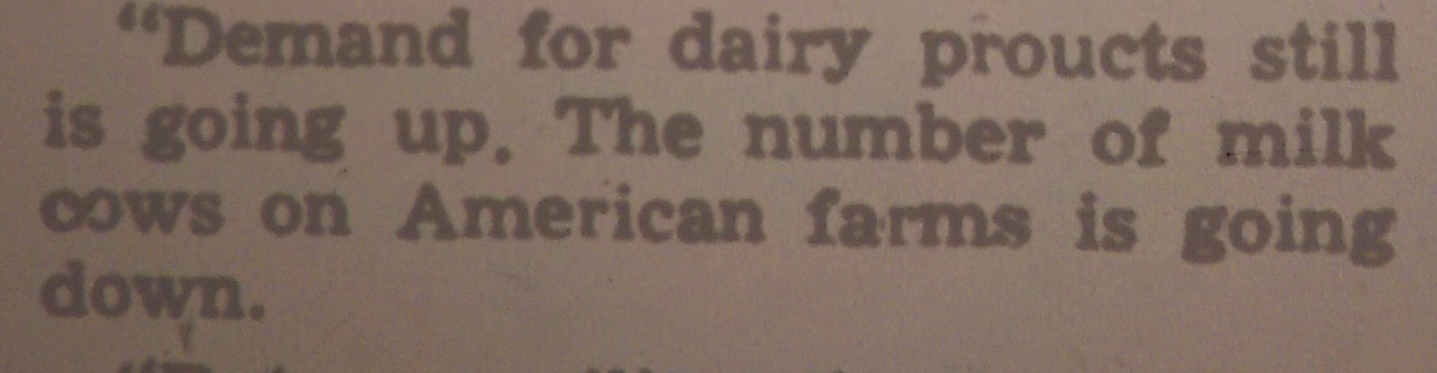 “Demand for dairy proucts still
is going up. The number of milk
cows on American farms is going
down.